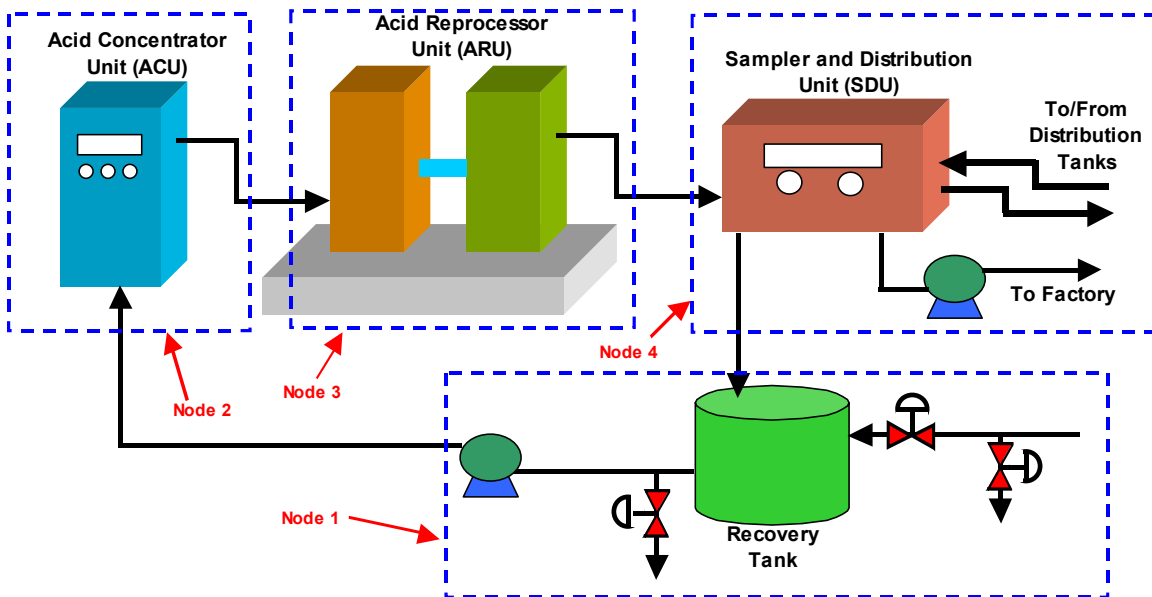 Acid Concentrator
Unit (ACU)
Acid Reprocessor
Unit (ARU)
Sampler and Distribution
Unit (SDU)
To/From
Distribution
Tanks
To Factory
Node 4
Node 3
Node 2
Node 1
Recovery
Tank